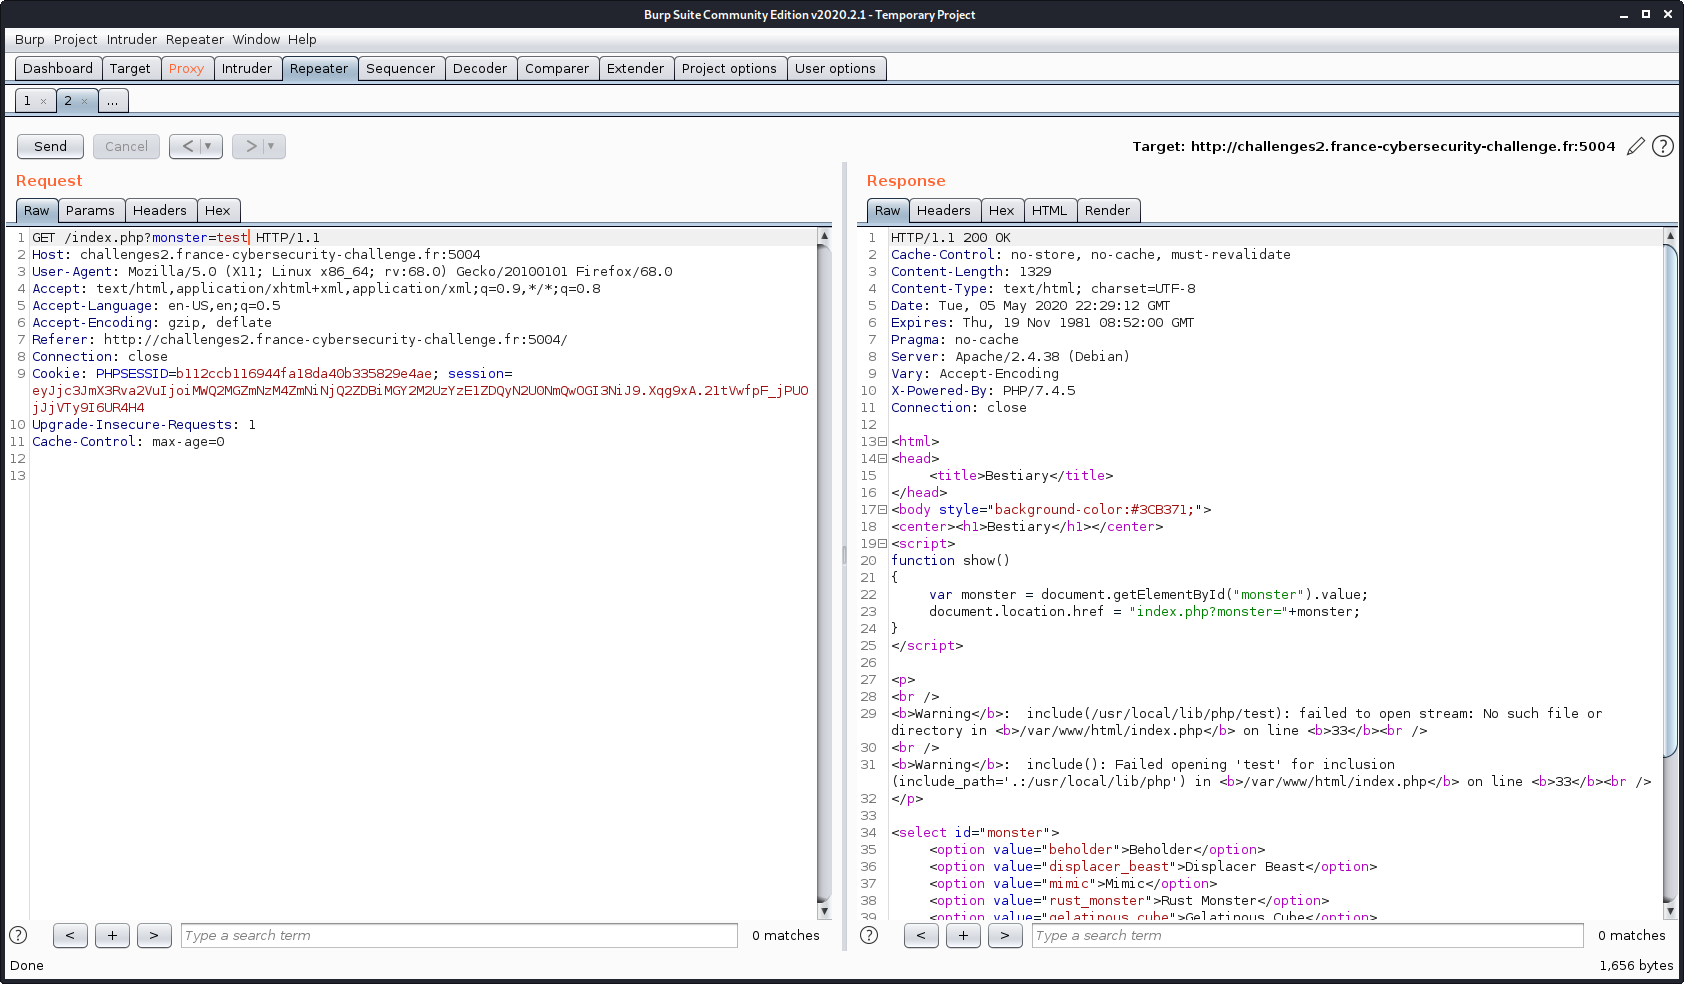 Burp Suite Community Edition v2020.2.1 - Temporary Project
Burp Project Intruder Repeater Window Help
Dashboard Target Proxy Intruder Repeater Sequencer Decoder Comparer Extender Project options User options
1 × 2 × ...
Send Cancel < > Target: http://challenges2.france-cybersecurity-challenge.fr:5004 ?
Request
Raw Params Headers Hex
1 GET /index.php?monster=test HTTP/1.1
2 Host: challenges2.france-cybersecurity-challenge.fr:5004
3 User-Agent: Mozilla/5.0 (X11; Linux x86_64; rv:68.0) Gecko/20100101 Firefox/68.0
4 Accept: text/html,application/xhtml+xml,application/xml;q=0.9,*/*;q=0.8
5 Accept-Language: en-US,en;q=0.5
6 Accept-Encoding: gzip, deflate
7 Referer: http://challenges2.france-cybersecurity-challenge.fr:5004/
8 Connection: close
9 Cookie: PHPSESSID=b112ccb116944fa18da40b335829e4ae; session=
eyJjc3JmX3Rva2VuIjoiMWQ2MGZmNzM4ZmNiNjQ2ZDBiMGY2M2UzYzE1ZDQyN2U0NmQwOGI3NiJ9.Xqg9xA.21tVwfpF_jPUO
jJjVTy9I6UR4H4
10 Upgrade-Insecure-Requests: 1
11 Cache-Control: max-age=0
12
13
? < + > Type a search term 0 matches
Response
Raw Headers Hex HTML Render
1 HTTP/1.1 200 OK
2 Cache-Control: no-store, no-cache, must-revalidate
3 Content-Length: 1329
4 Content-Type: text/html; charset=UTF-8
5 Date: Tue, 05 May 2020 22:29:12 GMT
6 Expires: Thu, 19 Nov 1981 08:52:00 GMT
7 Pragma: no-cache
8 Server: Apache/2.4.38 (Debian)
9 Vary: Accept-Encoding
10 X-Powered-By: PHP/7.4.5
11 Connection: close
12
13 <html>
14 <head>
15 <title>Bestiary</title>
16 </head>
17 <body style="background-color:#3CB371;">
18 <center><h1>Bestiary</h1></center>
19 <script>
20 function show()
21 {
22 var monster = document.getElementById("monster").value;
23 document.location.href = "index.php?monster="+monster;
24 }
25 </script>
26
27 <p>
28 <br />
29 <b>Warning</b>:  include(/usr/local/lib/php/test): failed to open stream: No such file or
directory in <b>/var/www/html/index.php</b> on line <b>33</b><br />
30 <br />
31 <b>Warning</b>:  include(): Failed opening 'test' for inclusion
(include_path='.:/usr/local/lib/php') in <b>/var/www/html/index.php</b> on line <b>33</b><br />
32 </p>
33
34 <select id="monster">
35 <option value="beholder">Beholder</option>
36 <option value="displacer_beast">Displacer Beast</option>
37 <option value="mimic">Mimic</option>
38 <option value="rust_monster">Rust Monster</option>
39 <option value="gelatinous_cube">Gelatinous Cube</option>
? < + > Type a search term 0 matches
Done 1,656 bytes